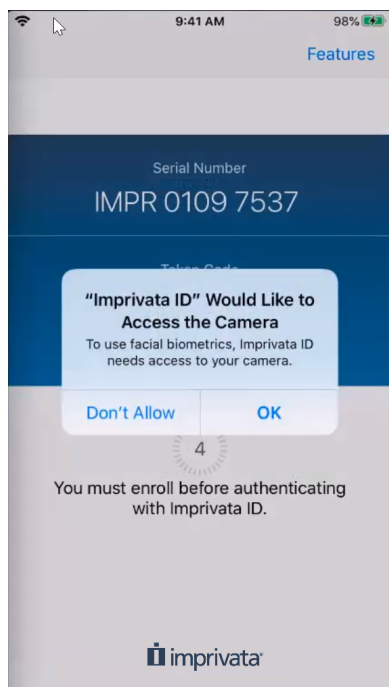 9:41 AM 98%
Features
Serial Number
IMPR 0109 7537
Token Code
“Imprivata ID” Would Like to
Access the Camera
To use facial biometrics, Imprivata ID
needs access to your camera.
Don’t Allow OK
4
You must enroll before authenticating
with Imprivata ID.
imprivata®